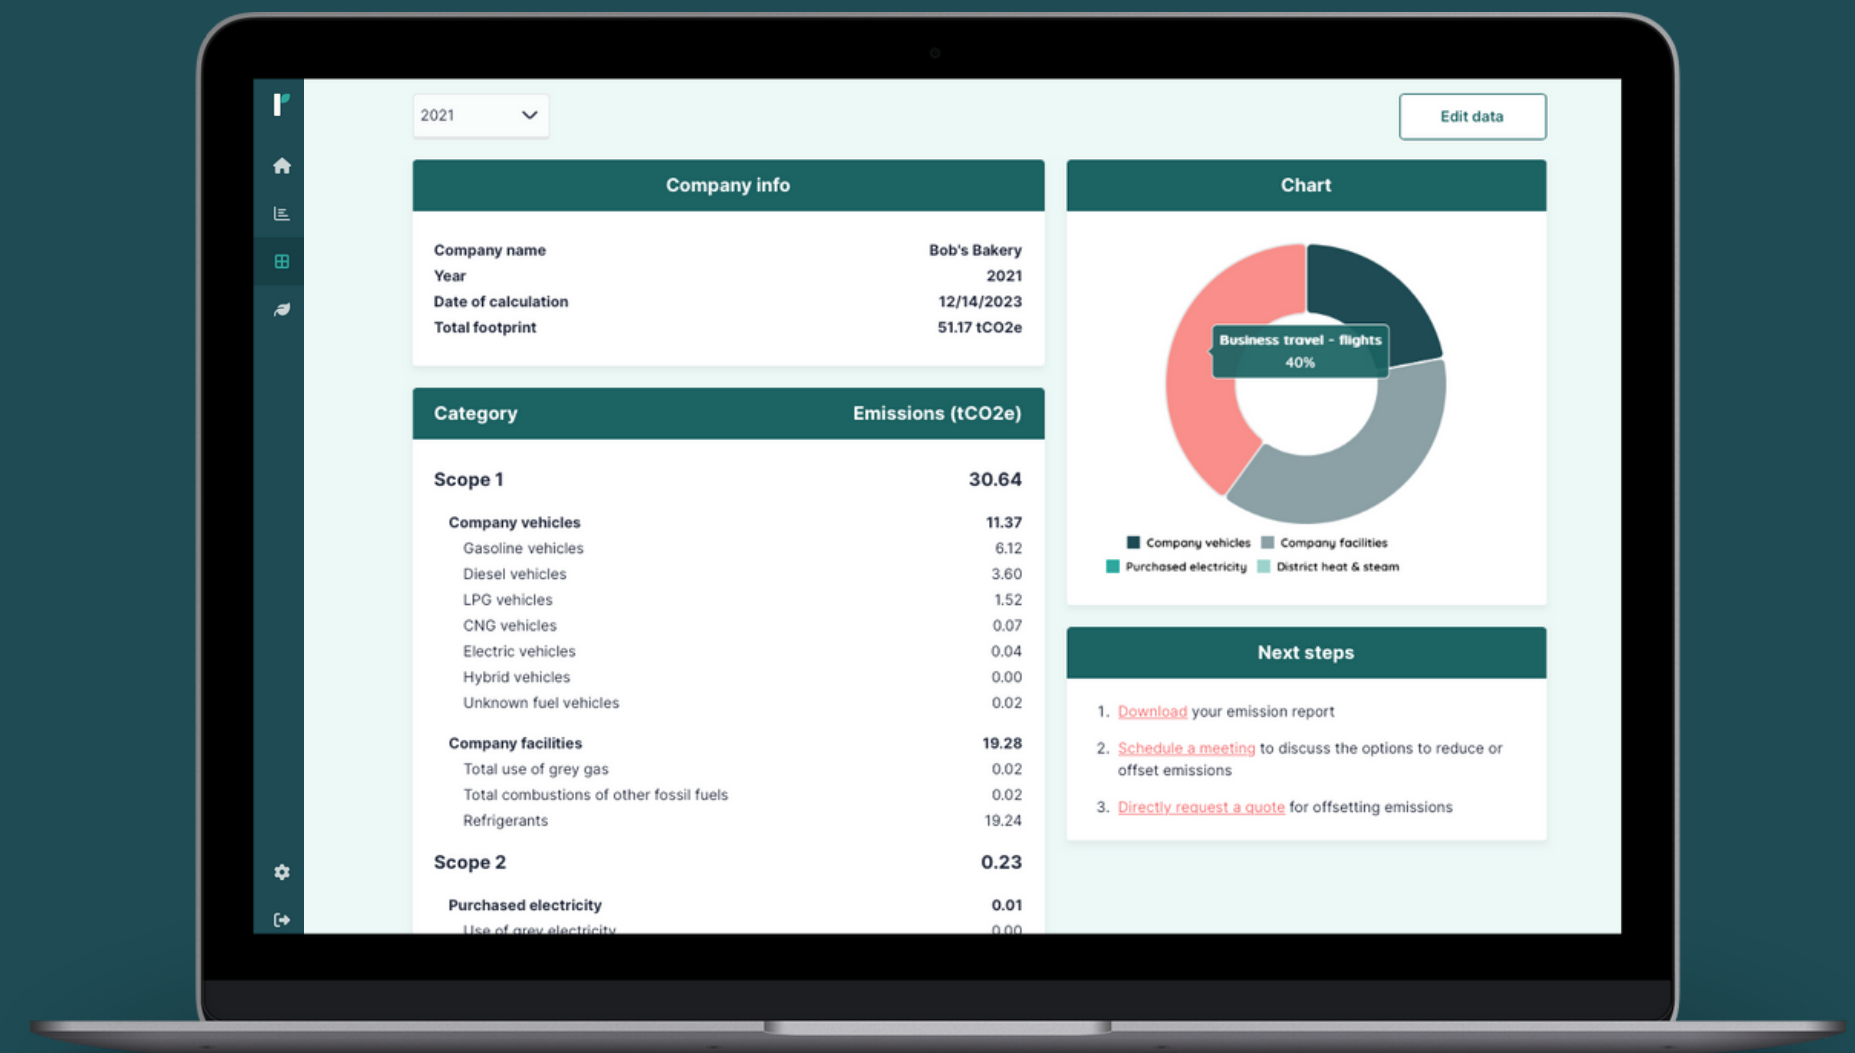 2021
Edit data
Company info
Company name Bob's Bakery
Year 2021
Date of calculation 12/14/2023
Total footprint 51.17 tCO2e
Category Emissions (tCO2e)
Scope 1 30.64
Company vehicles 11.37
Gasoline vehicles 6.12
Diesel vehicles 3.60
LPG vehicles 1.52
CNG vehicles 0.07
Electric vehicles 0.04
Hybrid vehicles 0.00
Unknown fuel vehicles 0.02
Company facilities 19.28
Total use of grey gas 0.02
Total combustions of other fossil fuels 0.02
Refrigerants 19.24
Scope 2 0.23
Purchased electricity 0.01
Use of grey electricity 0.00
Chart
Business travel - flights
40%
Company vehicles Company facilities
Purchased electricity District heat & steam
Next steps
1. Download your emission report
2. Schedule a meeting to discuss the options to reduce or
offset emissions
3. Directly request a quote for offsetting emissions